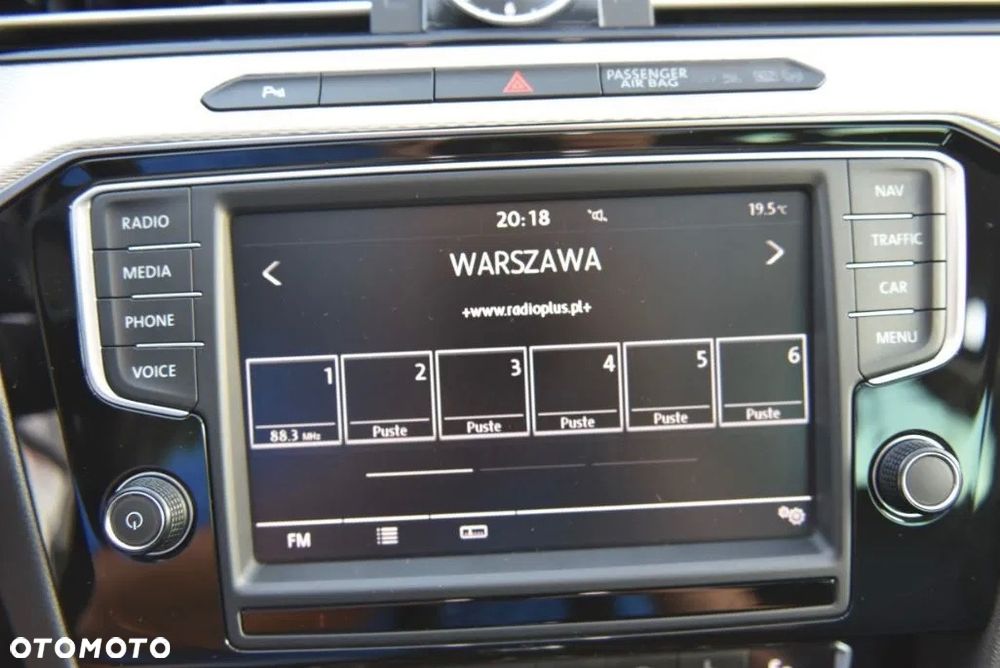 PASSENGER
AIR BAG
RADIO
MEDIA
PHONE
VOICE
20:18
19.5°C
WARSZAWA
+www.radioplus.pl+
1
88.3 MHz
2
Puste
3
Puste
4
Puste
5
Puste
6
Puste
FM
NAV
TRAFFIC
CAR
MENU
OTOMOTO